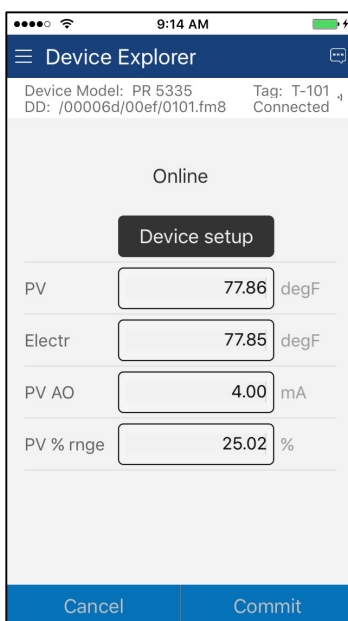 9:14 AM
Device Explorer
Device Model: PR 5335 Tag: T-101
DD: /00006d/00ef/0101.fm8 Connected
Online
Device setup
PV 77.86 degF
Electr 77.85 degF
PV AO 4.00 mA
PV % rnge 25.02 %
Cancel Commit